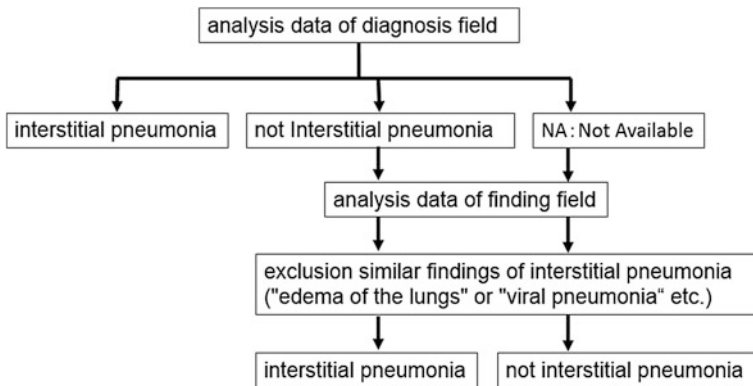 analysis data of diagnosis field
interstitial pneumonia
not Interstitial pneumonia
NA:Not Available
analysis data of finding field
exclusion similar findings of interstitial pneumonia
("edema of the lungs" or "viral pneumonia“ etc.)
interstitial pneumonia
not interstitial pneumonia